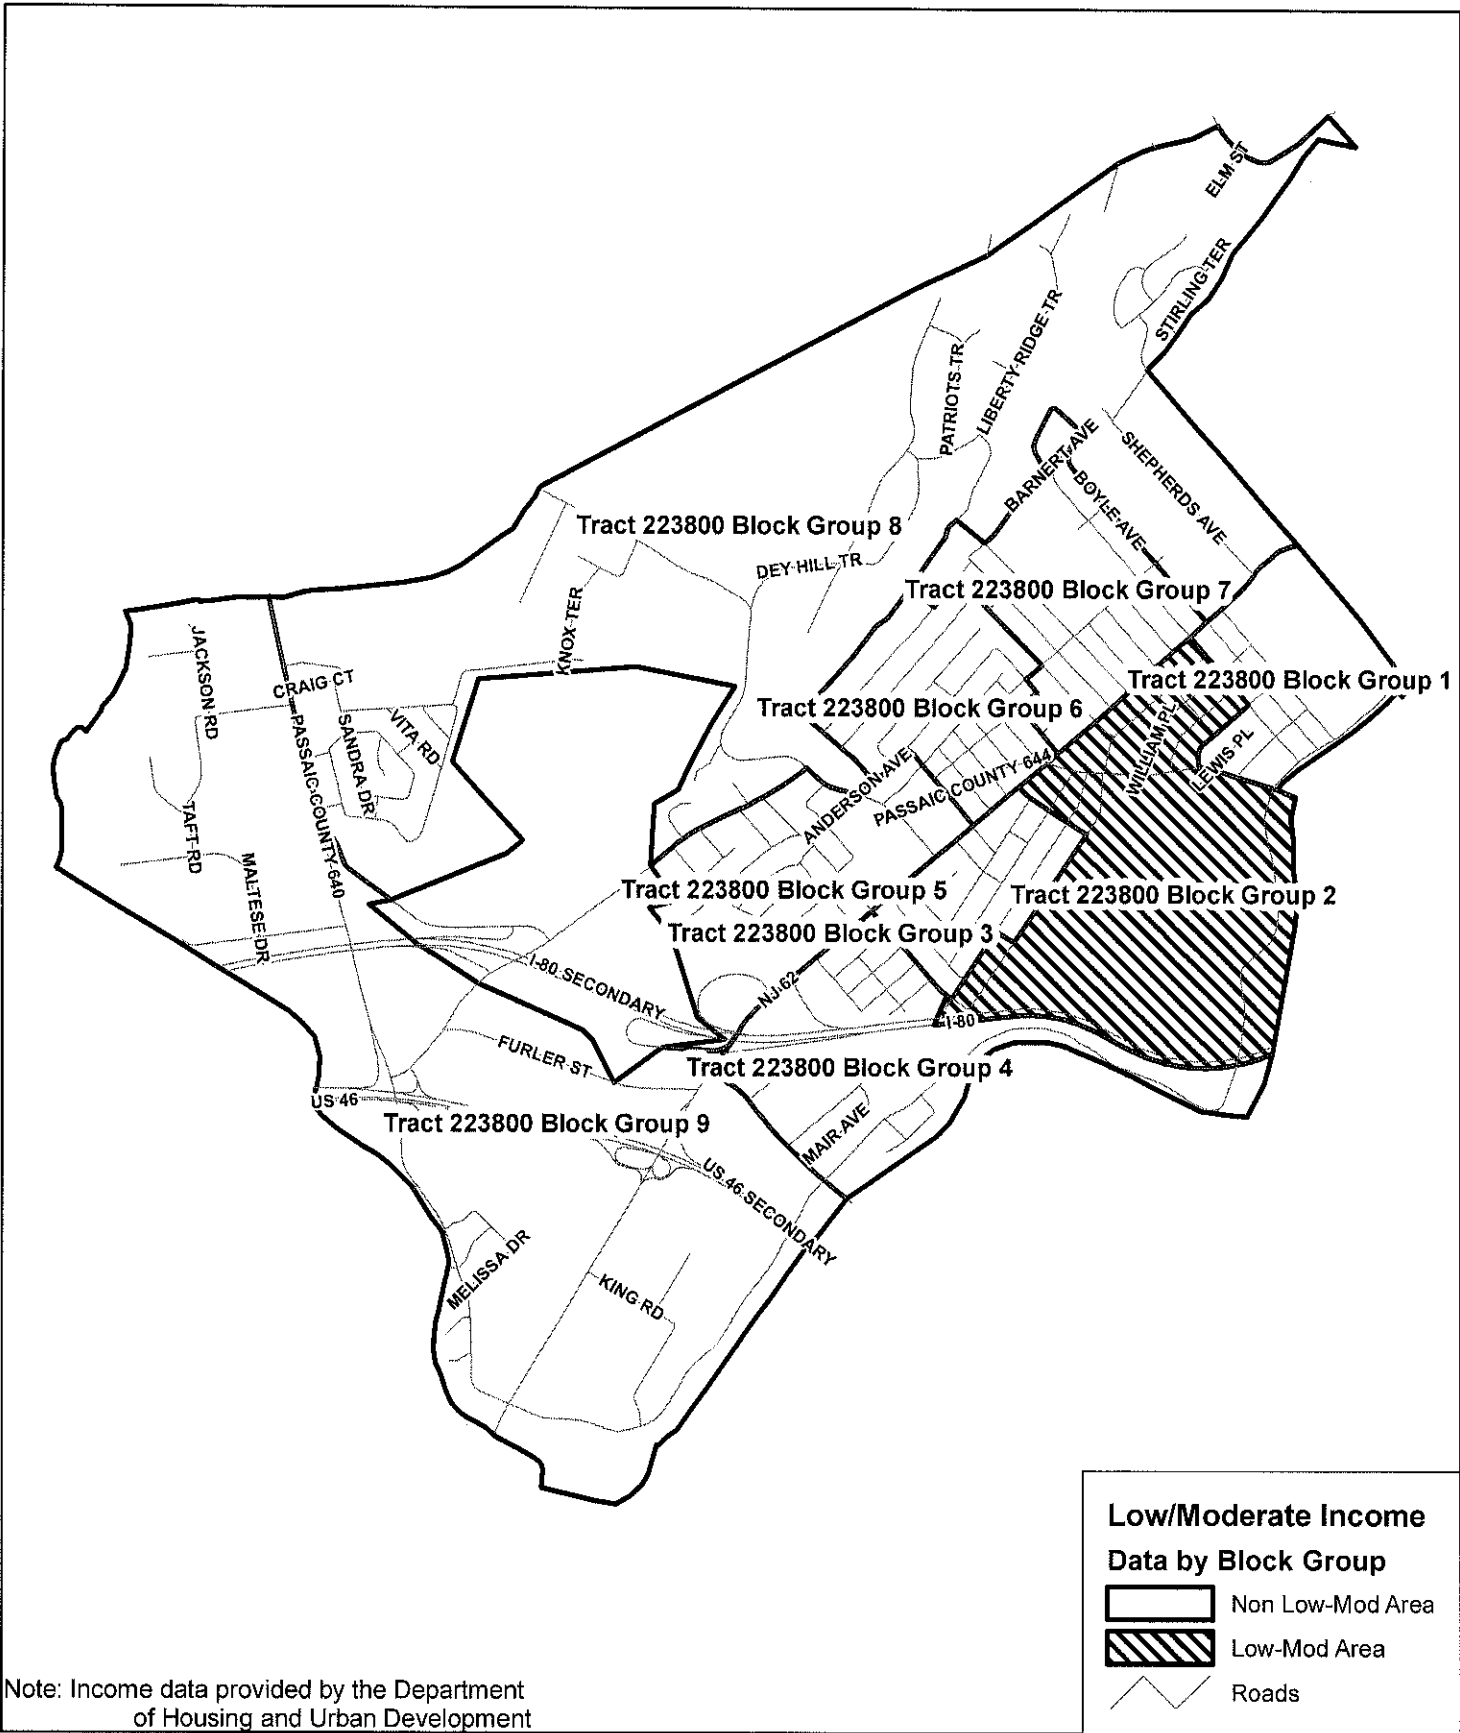 ELM ST
STIRLING TER
LIBERTY RIDGE TR
PATRIOTS TR
BARNERT AVE
SHEPHERDS AVE
BOYLE AVE
Tract 223800 Block Group 8
DEY HILL TR
Tract 223800 Block Group 7
KNOX TER
JACKSON RD
CRAIG CT
Tract 223800 Block Group 1
Tract 223800 Block Group 6
VITA RD
SANDRA DR
PASSAIC COUNTY 640
WILLIAM PL
LEWIS PL
ANDERSON AVE
PASSAIC COUNTY 644
TAFT RD
MALTESE DR
Tract 223800 Block Group 5
Tract 223800 Block Group 2
Tract 223800 Block Group 3
I-80 SECONDARY
NJ 62
I-80
FURLER ST
Tract 223800 Block Group 4
US 46
Tract 223800 Block Group 9
MAIR AVE
US 46 SECONDARY
MELISSA DR
KING RD
Low/Moderate Income
Data by Block Group
Non Low-Mod Area
Low-Mod Area
Roads
Note: Income data provided by the Department
of Housing and Urban Development